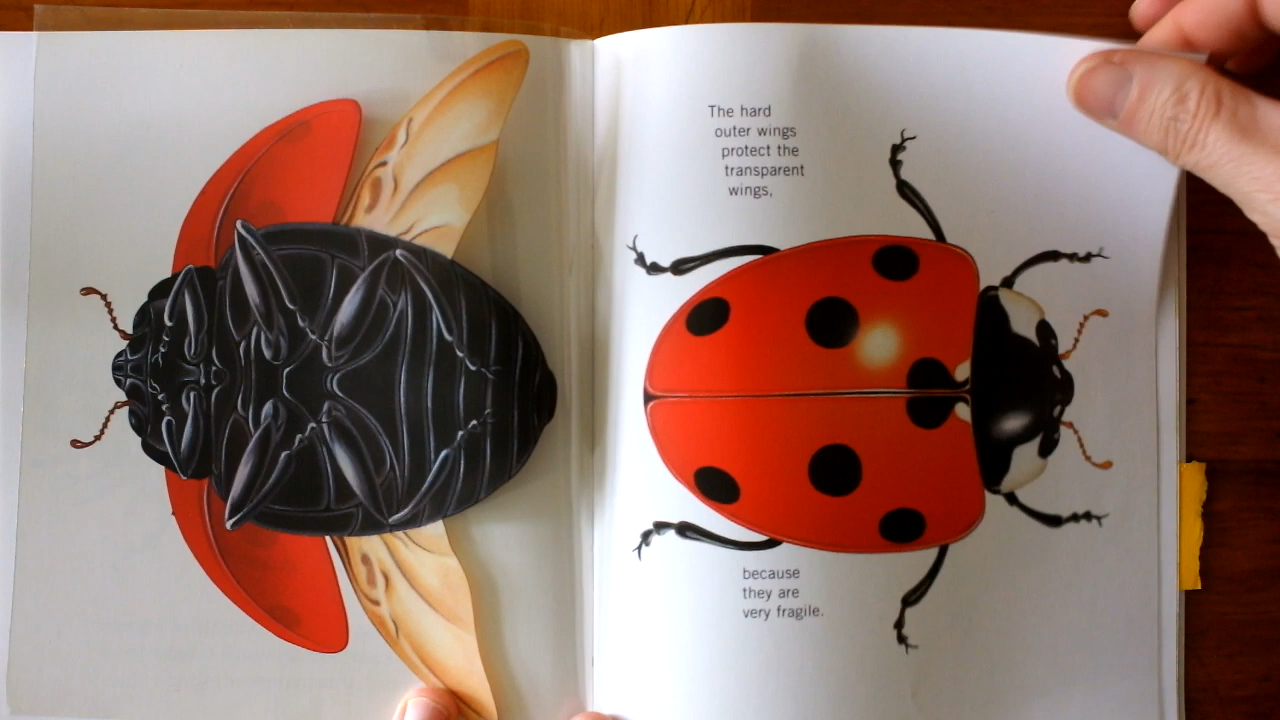 The hard
outer wings
protect the
transparent
wings,
because
they are
very fragile.